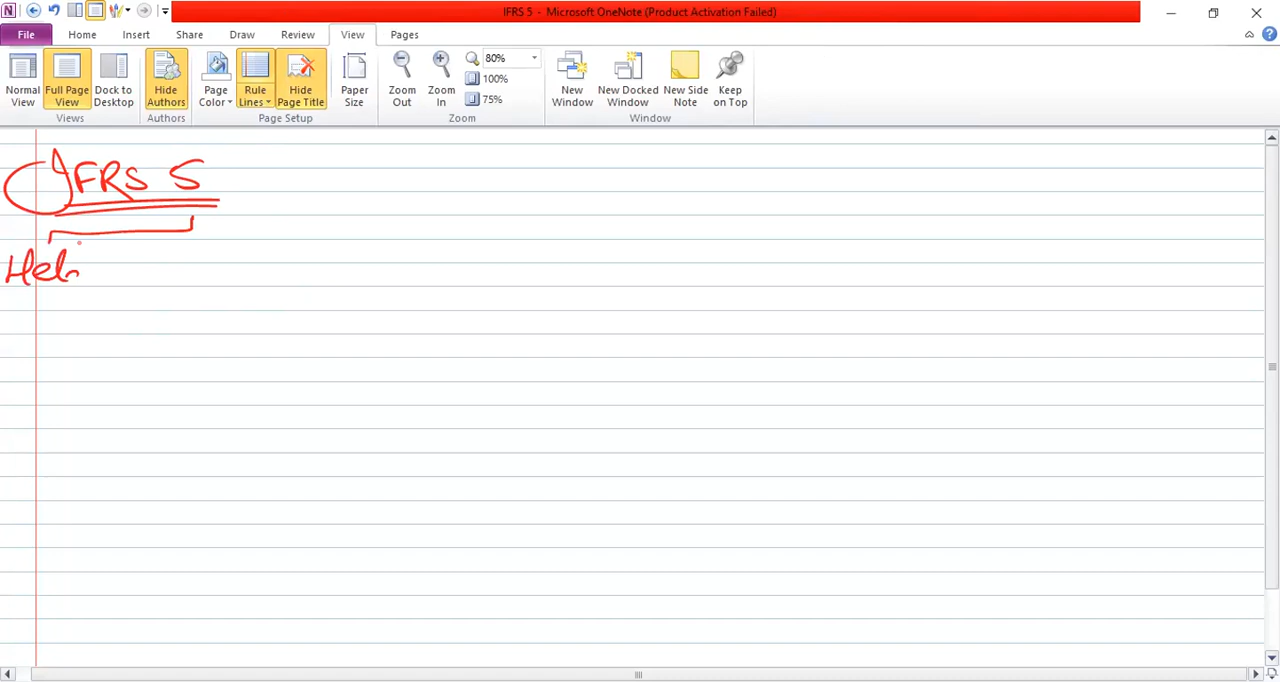 IFRS 5 - Microsoft OneNote (Product Activation Failed)
File Home Insert Share Draw Review View Pages
Normal View
Full Page View
Dock to Desktop
Views
Hide Authors
Authors
Page Color
Rule Lines
Hide Page Title
Paper Size
Page Setup
Zoom Out
Zoom In
80%
100%
75%
Zoom
New Window
New Docked Window
New Side Note
Keep on Top
Window
IFRS 5